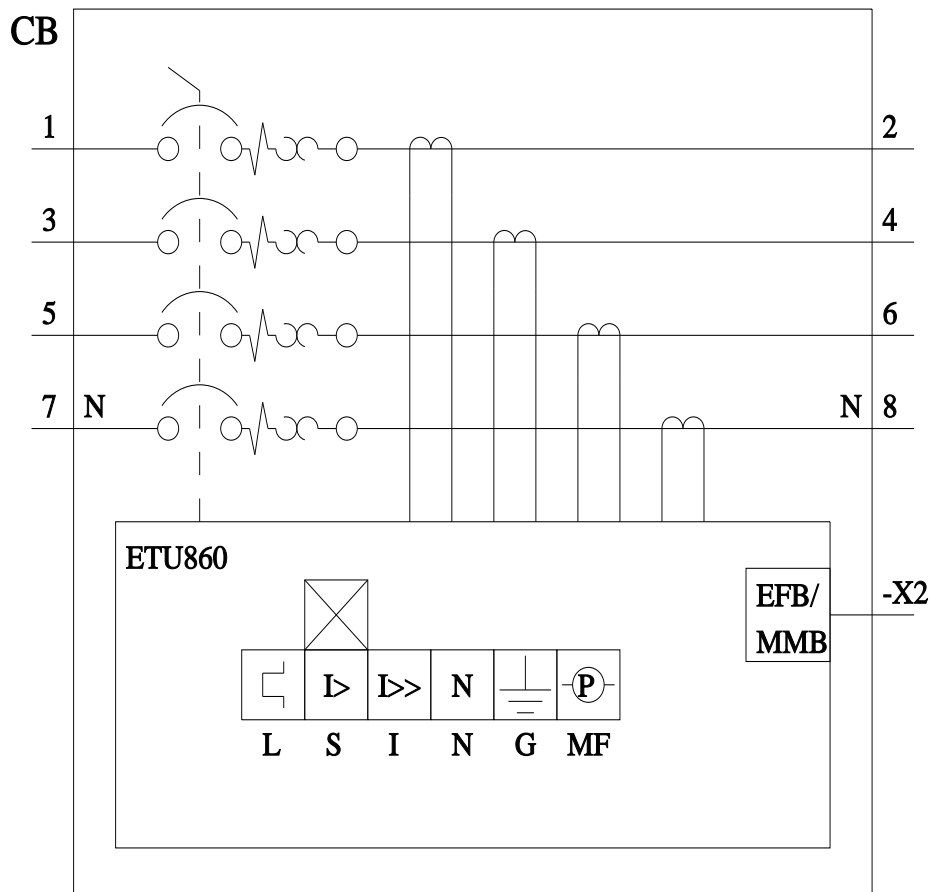 CB
1 2
3 4
5 6
7 N N 8
ETU860
EFB/ -X2
MMB
I> I>> N P
L S I N G MF